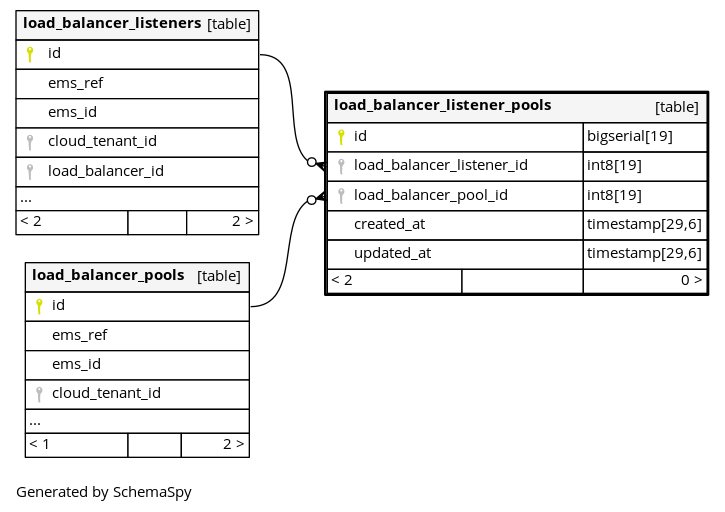 load_balancer_listeners [table]
id
ems_ref
ems_id
cloud_tenant_id
load_balancer_id
...
< 2 2 >
load_balancer_listener_pools [table]
id bigserial[19]
load_balancer_listener_id int8[19]
load_balancer_pool_id int8[19]
created_at timestamp[29,6]
updated_at timestamp[29,6]
< 2 0 >
load_balancer_pools [table]
id
ems_ref
ems_id
cloud_tenant_id
...
< 1 2 >
Generated by SchemaSpy